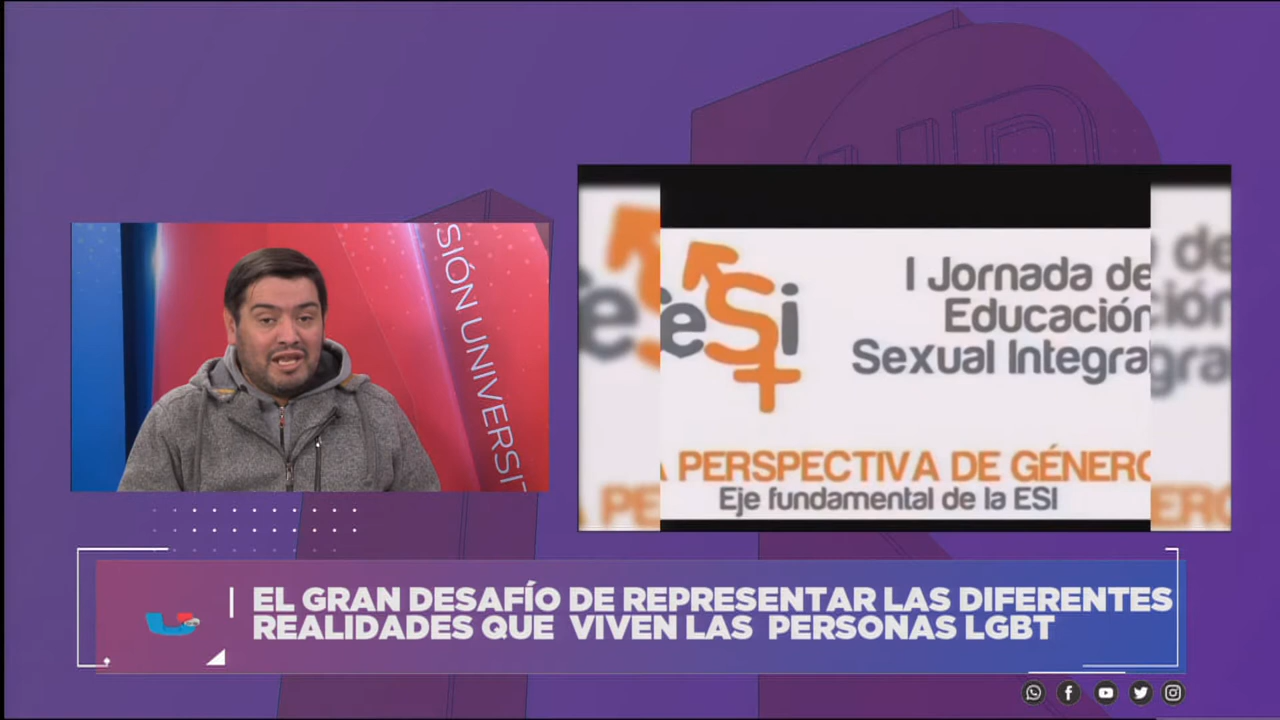 SIÓN UNIVERSI
eSi
I Jornada de
Educación
Sexual Integra
A PERSPECTIVA DE GÉNERO
Eje fundamental de la ESI
EL GRAN DESAFÍO DE REPRESENTAR LAS DIFERENTES
REALIDADES QUE VIVEN LAS PERSONAS LGBT